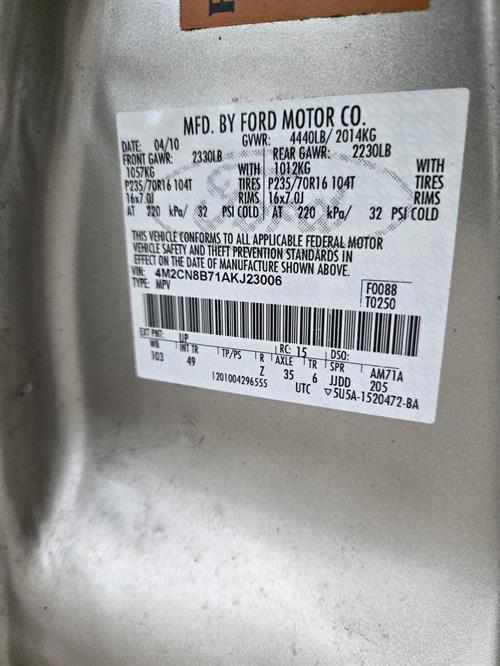 MFD. BY FORD MOTOR CO.
DATE: 04/10 GVWR: 4440LB/ 2014KG
FRONT GAWR: 2330LB REAR GAWR: 2230LB
1057KG WITH 1012KG WITH
P235/70R16 104T TIRES P235/70R16 104T TIRES
16x7.0J RIMS 16x7.0J RIMS
AT 220 kPa/ 32 PSI COLD AT 220 kPa/ 32 PSI COLD
THIS VEHICLE CONFORMS TO ALL APPLICABLE FEDERAL MOTOR
VEHICLE SAFETY AND THEFT PREVENTION STANDARDS IN
EFFECT ON THE DATE OF MANUFACTURE SHOWN ABOVE.
VIN: 4M2CN8B71AKJ23006 F0088
TYPE: MPV T0250
EXT PNT: UP RC: 15 DSO:
WB INT TR TP/PS R AXLE TR SPR AM71A
103 49 Z 35 6 JJDD 205
1201004296555 UTC ▽5U5A-1520472-BA